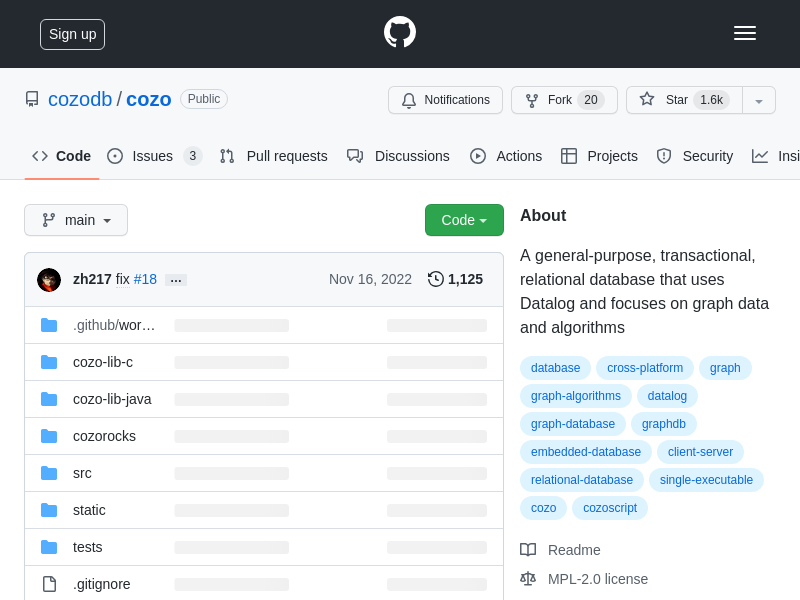 Sign up
cozodb / cozo Public
Notifications Fork 20 Star 1.6k
Code Issues 3 Pull requests Discussions Actions Projects Security Insi
main Code
zh217 fix #18 ... Nov 16, 2022 1,125
.github/wor…
cozo-lib-c
cozo-lib-java
cozorocks
src
static
tests
.gitignore
About
A general-purpose, transactional,
relational database that uses
Datalog and focuses on graph data
and algorithms
database cross-platform graph
graph-algorithms datalog
graph-database graphdb
embedded-database client-server
relational-database single-executable
cozo cozoscript
Readme
MPL-2.0 license